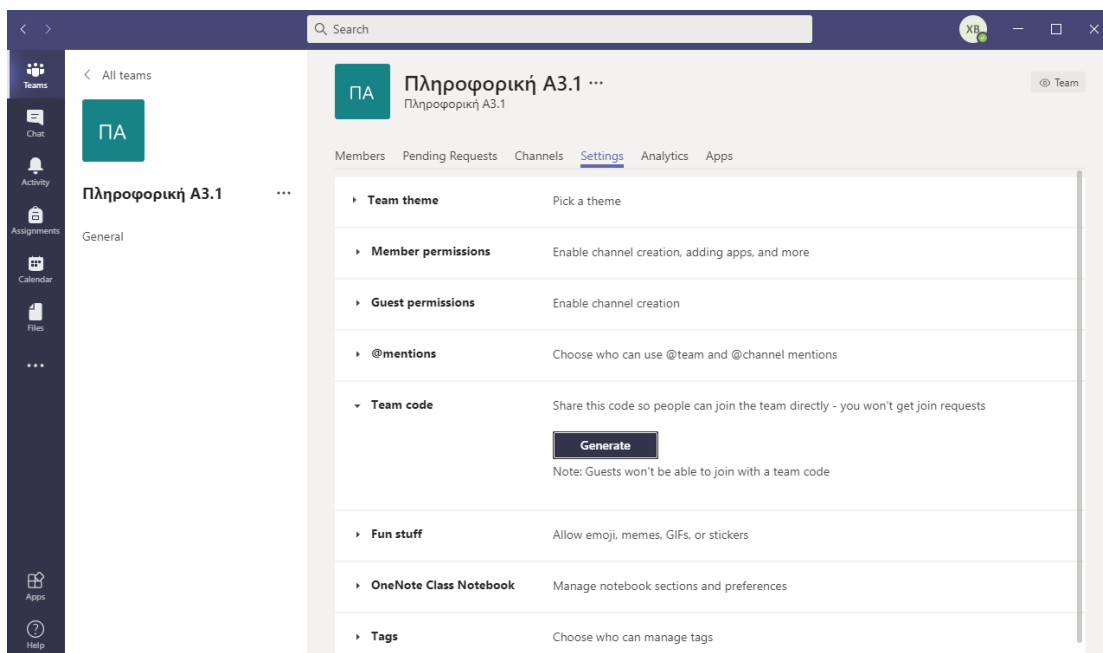 Search
XB
Teams
Chat
Activity
Assignments
Calendar
Files
Apps
Help
All teams
ΠΑ
Πληροφορική Α3.1 ...
General
ΠΑ
Πληροφορική Α3.1 ...
Πληροφορική Α3.1
Team
Members Pending Requests Channels Settings Analytics Apps
Team theme Pick a theme
Member permissions Enable channel creation, adding apps, and more
Guest permissions Enable channel creation
@mentions Choose who can use @team and @channel mentions
Team code Share this code so people can join the team directly - you won't get join requests
Generate
Note: Guests won't be able to join with a team code
Fun stuff Allow emoji, memes, GIFs, or stickers
OneNote Class Notebook Manage notebook sections and preferences
Tags Choose who can manage tags